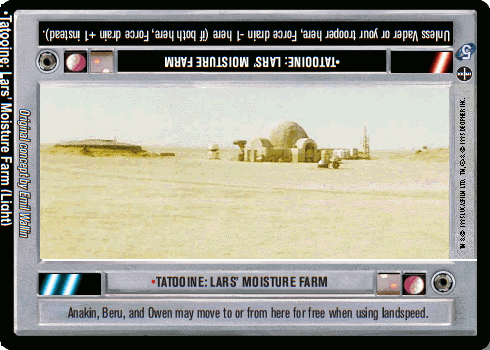 Unless Vader or your trooper here, Force drain -1 here (if both here, Force drain +1 instead).
•TATOOINE: LARS' MOISTURE FARM
•TATOOINE: LARS' MOISTURE FARM
Anakin, Beru, and Owen may move to or from here for free when using landspeed.
•Tatooine: Lars' Moisture Farm (Light)
Original concept by Emil Wallin